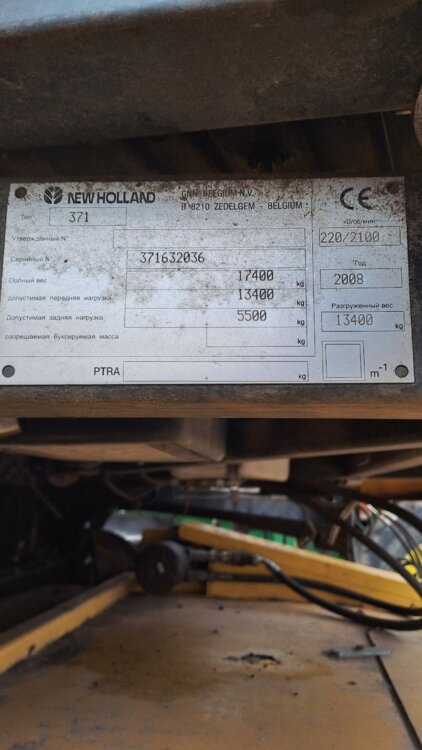 NEW HOLLAND
CNH BELGIUM N.V.
B-8210 ZEDELGEM - BELGIUM
CE
Тип 371
кВ/об/мин
220/2100
Утвержденный N°
Серийный N° 371632036
Год
2008
Полный вес 17400 kg
допустимая передняя нагрузка 13400 kg
Допустимая задняя нагрузка 5500 kg
Разгруженный вес
13400 kg
разрешаемая буксируемая масса kg
PTRA kg
m-1